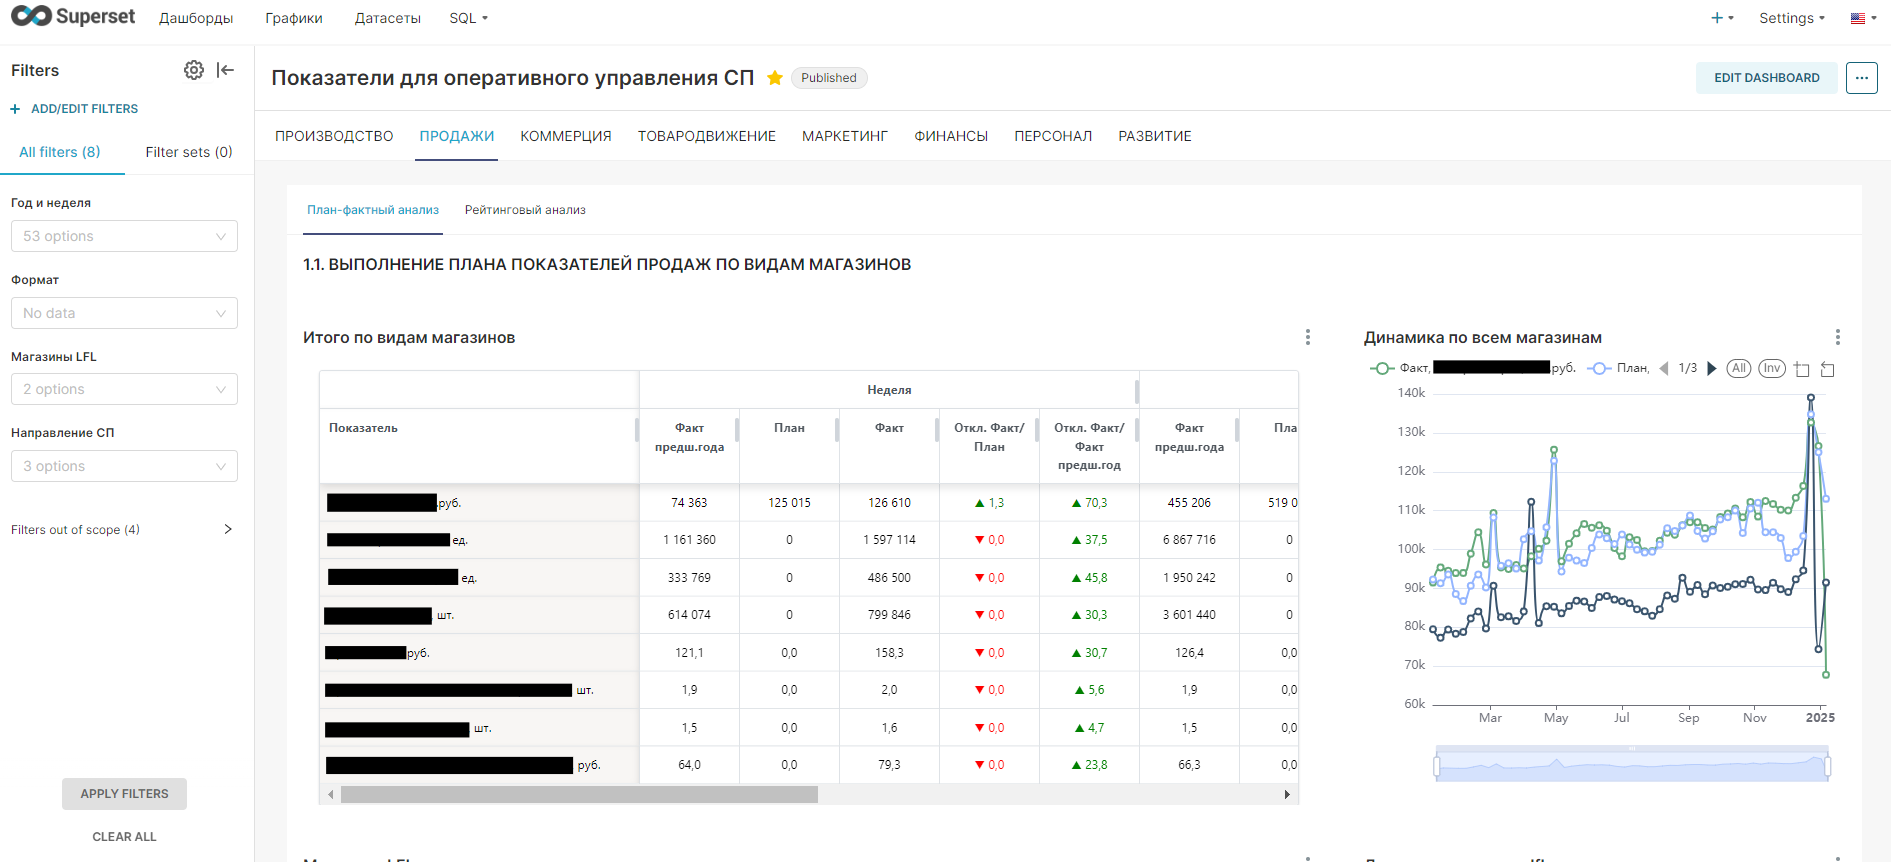 Superset
Дашборды
Графики
Датасеты
SQL
Settings
Filters
ADD/EDIT FILTERS
All filters (8)
Filter sets (0)
Год и неделя
53 options
Формат
No data
Магазины LFL
2 options
Направление СП
3 options
Filters out of scope (4)
APPLY FILTERS
CLEAR ALL
Показатели для оперативного управления СП
Published
EDIT DASHBOARD
ПРОИЗВОДСТВО
ПРОДАЖИ
КОММЕРЦИЯ
ТОВАРОДВИЖЕНИЕ
МАРКЕТИНГ
ФИНАНСЫ
ПЕРСОНАЛ
РАЗВИТИЕ
План-фактный анализ
Рейтинговый анализ
1.1. ВЫПОЛНЕНИЕ ПЛАНА ПОКАЗАТЕЛЕЙ ПРОДАЖ ПО ВИДАМ МАГАЗИНОВ
Итого по видам магазинов
Неделя
Показатель
Факт предш.года
План
Факт
Откл. Факт/ План
Откл. Факт/ Факт предш.год
Факт предш.года
Пла
руб. 74 363 125 015 126 610 ▲ 1,3 ▲ 70,3 455 206 519 0
ед. 1 161 360 0 1 597 114 ▼ 0,0 ▲ 37,5 6 867 716 0
ед. 333 769 0 486 500 ▼ 0,0 ▲ 45,8 1 950 242 0
шт. 614 074 0 799 846 ▼ 0,0 ▲ 30,3 3 601 440 0
руб. 121,1 0,0 158,3 ▼ 0,0 ▲ 30,7 126,4 0,0
шт. 1,9 0,0 2,0 ▼ 0,0 ▲ 5,6 1,9 0,0
шт. 1,5 0,0 1,6 ▼ 0,0 ▲ 4,7 1,5 0,0
руб. 64,0 0,0 79,3 ▼ 0,0 ▲ 23,8 66,3 0,0
Динамика по всем магазинам
Факт, руб.
План,
1/3
All
Inv
140k
130k
120k
110k
100k
90k
80k
70k
60k
Mar May Jul Sep Nov 2025